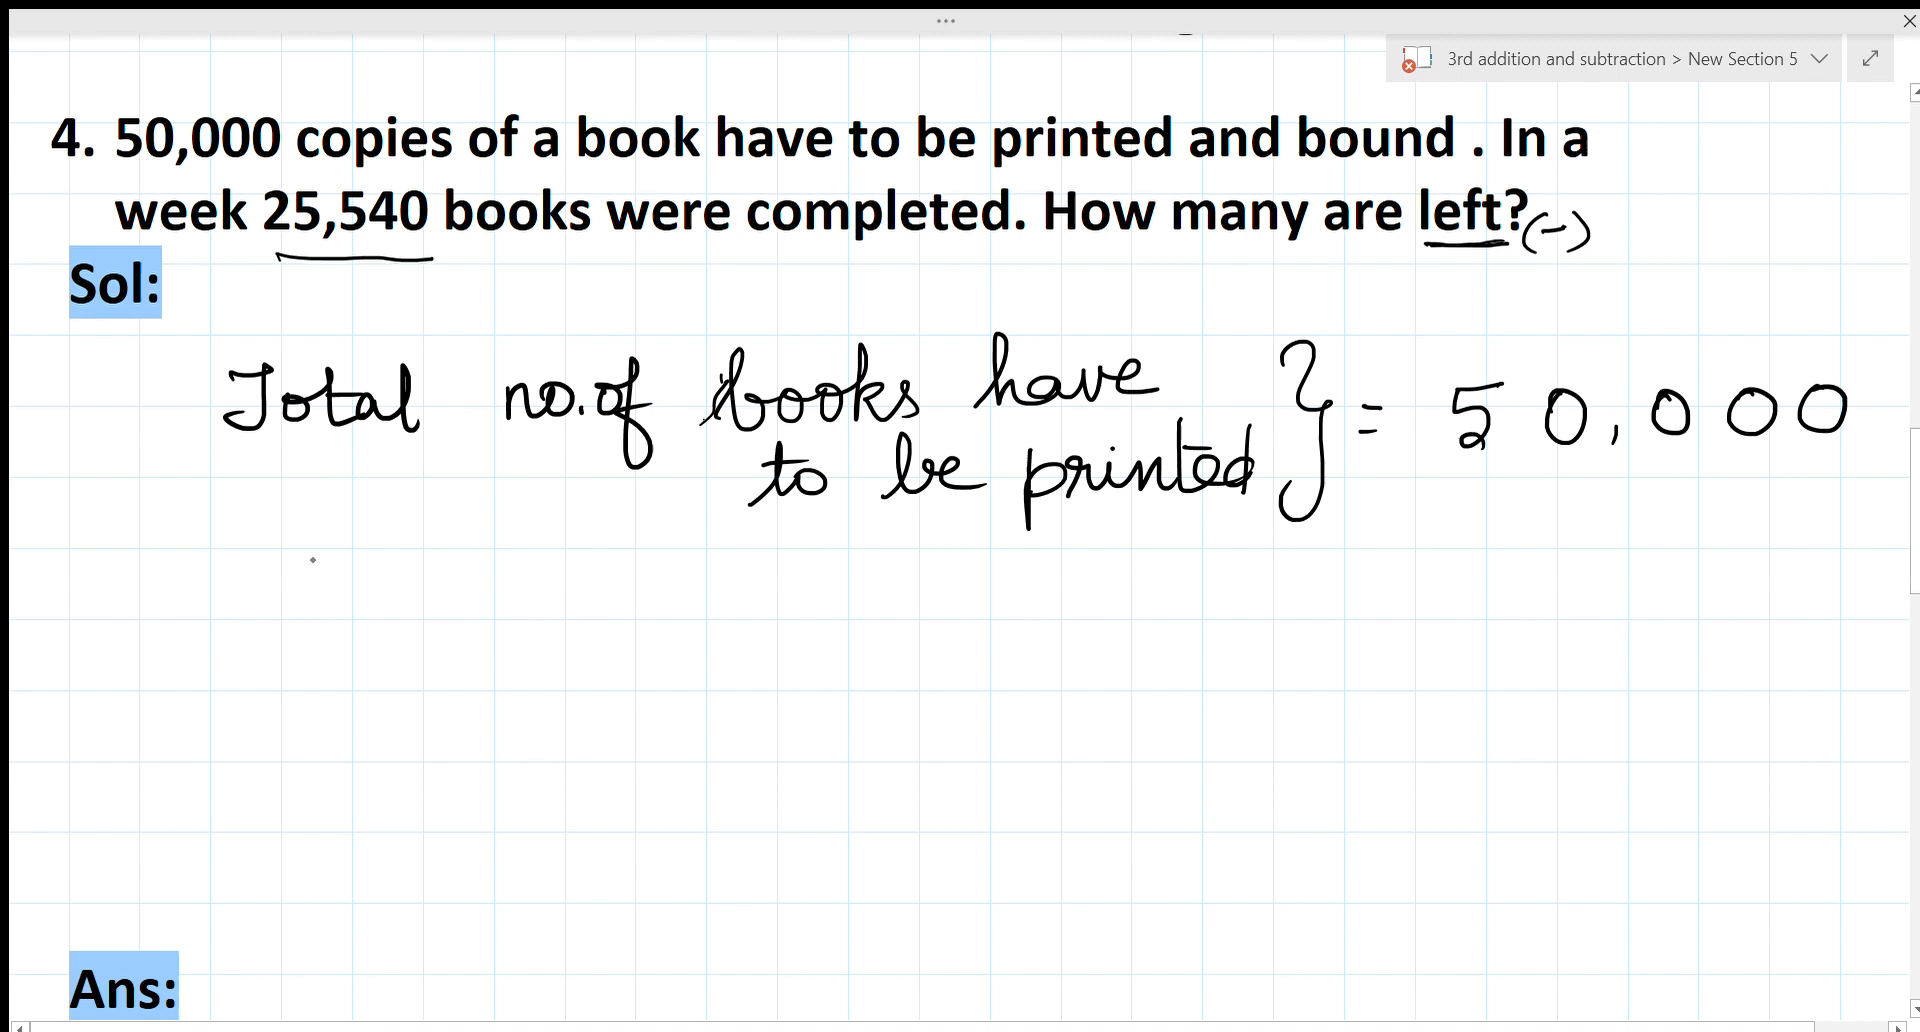 3rd addition and subtraction > New Section 5
4. 50,000 copies of a book have to be printed and bound . In a
week 25,540 books were completed. How many are left? (-)
Sol:
Total no.of books have } = 50,000
to be printed
Ans: